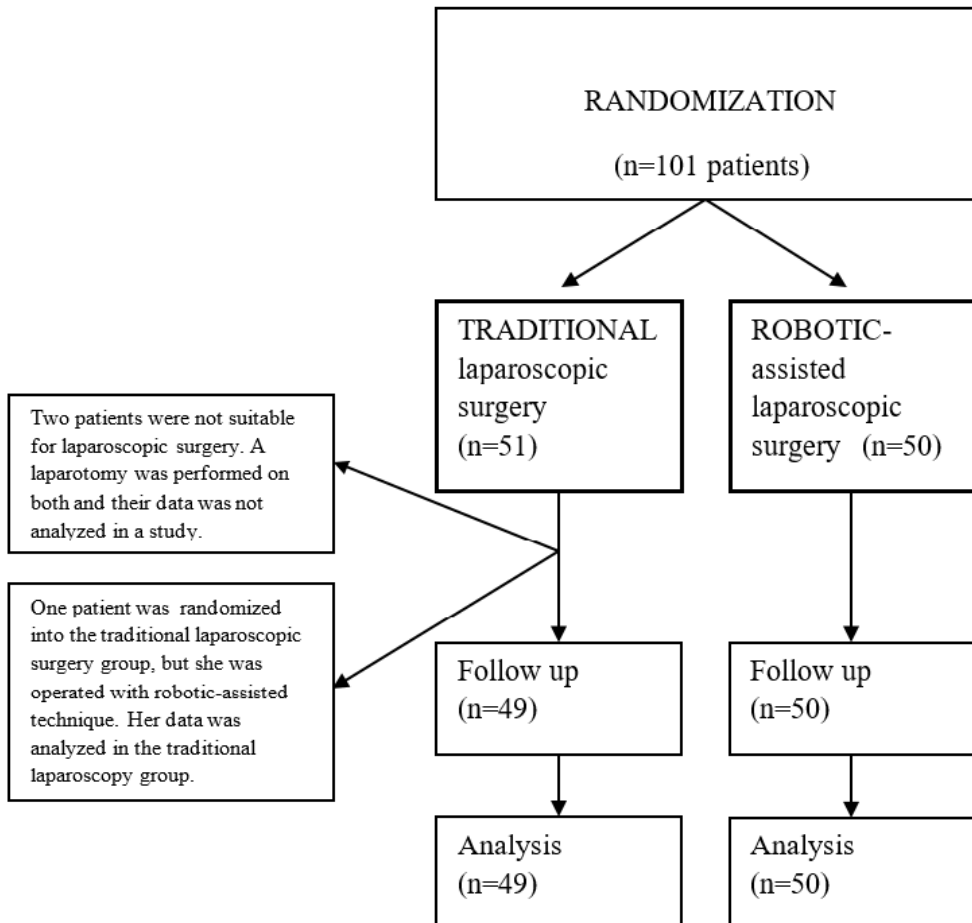 RANDOMIZATION
(n=101 patients)
TRADITIONAL
laparoscopic
surgery
(n=51)
ROBOTIC-
assisted
laparoscopic
surgery (n=50)
Two patients were not suitable
for laparoscopic surgery. A
laparotomy was performed on
both and their data was not
analyzed in a study.
One patient was randomized
into the traditional laparoscopic
surgery group, but she was
operated with robotic-assisted
technique. Her data was
analyzed in the traditional
laparoscopy group.
Follow up
(n=49)
Follow up
(n=50)
Analysis
(n=49)
Analysis
(n=50)